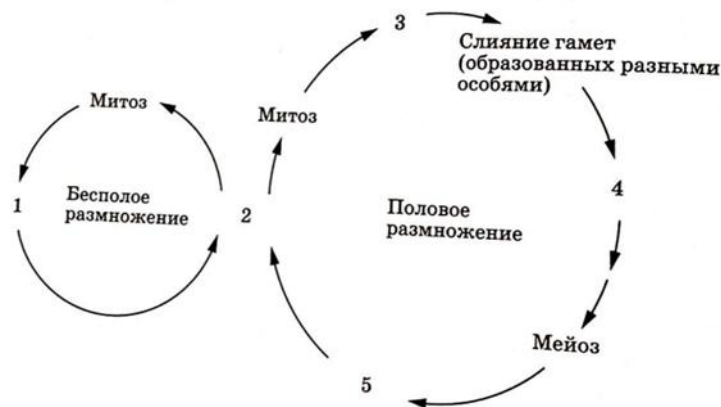 3
Слияние гамет
(образованных разными
особями)
Митоз
Митоз
1
Бесполое
размножение
2
Половое
размножение
4
Мейоз
5